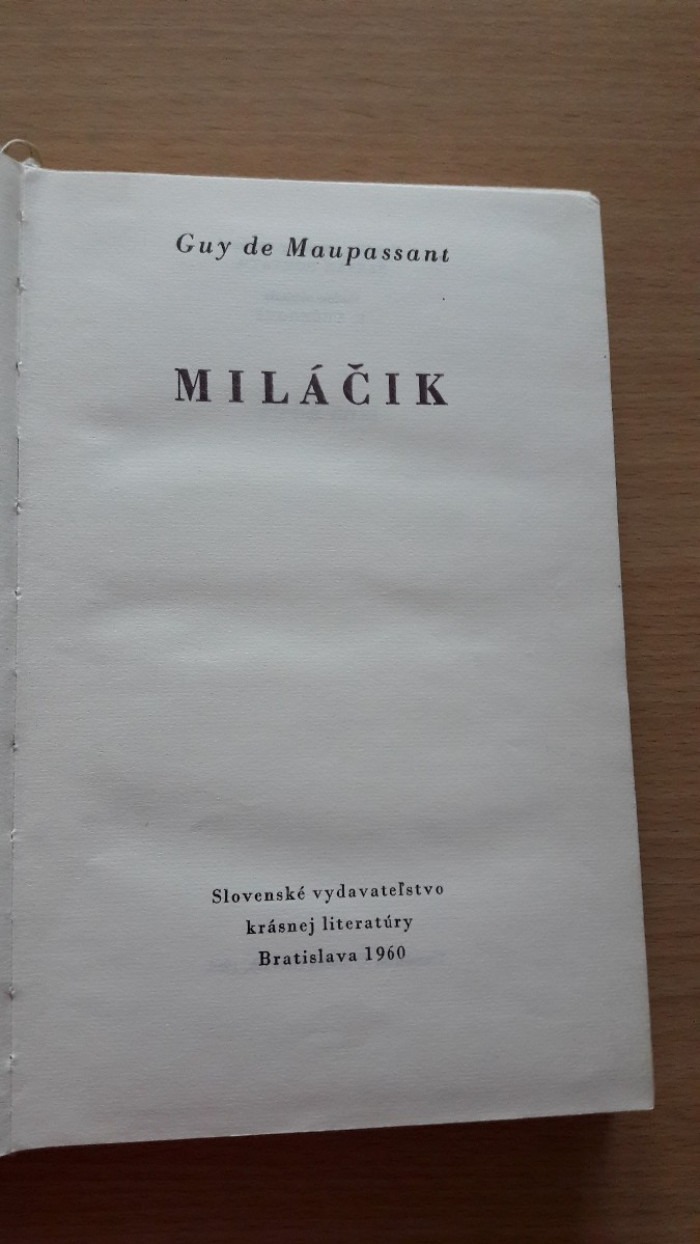 Guy de Maupassant
MILÁČIK
Slovenské vydavateľstvo
krásnej literatúry
Bratislava 1960